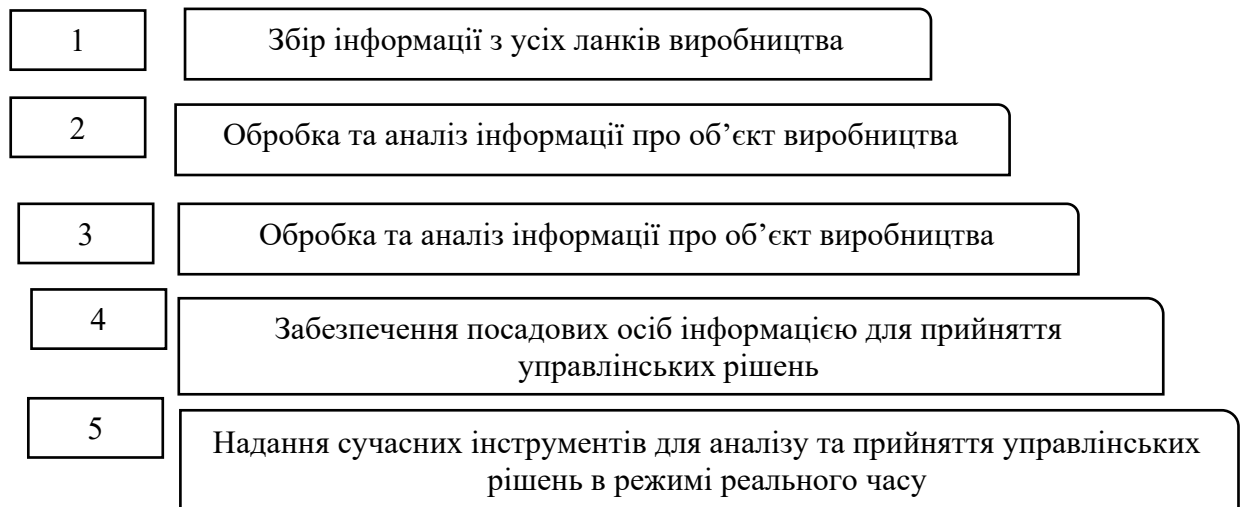 1
Збір інформації з усіх ланків виробництва
2
Обробка та аналіз інформації про об’єкт виробництва
3
Обробка та аналіз інформації про об’єкт виробництва
4
Забезпечення посадових осіб інформацією для прийняття
управлінських рішень
5
Надання сучасних інструментів для аналізу та прийняття управлінських
рішень в режимі реального часу